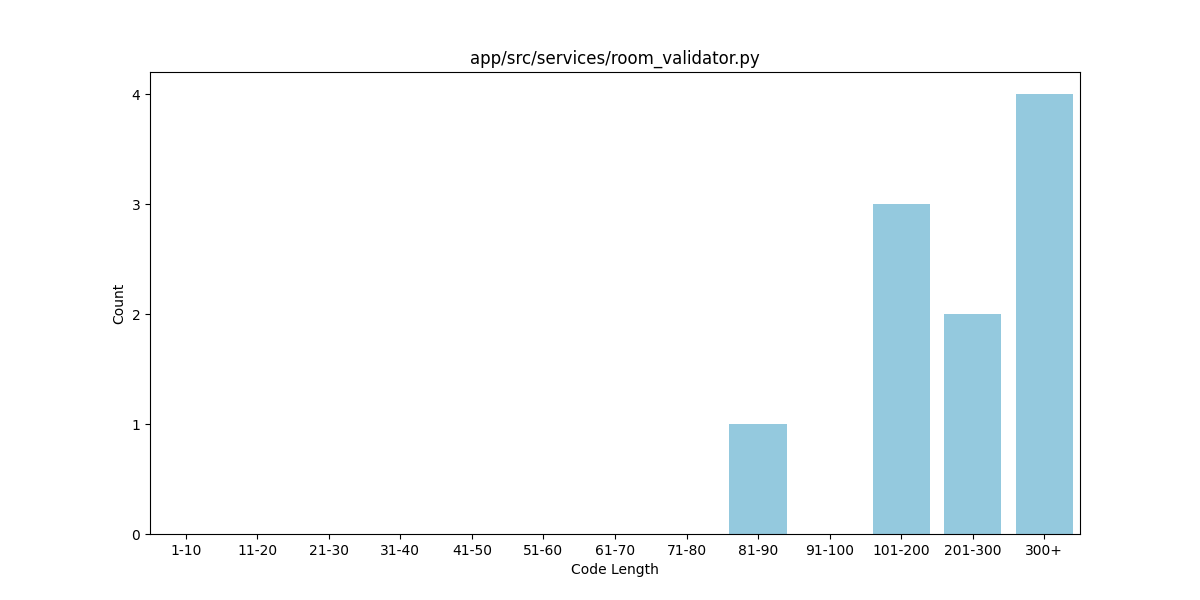 app/src/services/room_validator.py
4
3
2
1
0
Count
1-10 11-20 21-30 31-40 41-50 51-60 61-70 71-80 81-90 91-100 101-200 201-300 300+
Code Length